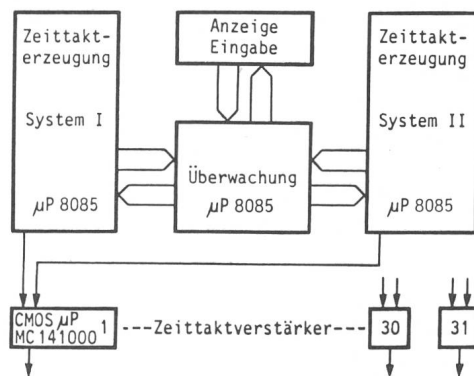 Zeittakt-
erzeugung
System I
µP 8085
Anzeige
Eingabe
Überwachung
µP 8085
Zeittakt-
erzeugung
System II
µP 8085
CMOS µP
MC 141000
1
---Zeittaktverstärker---
30
31